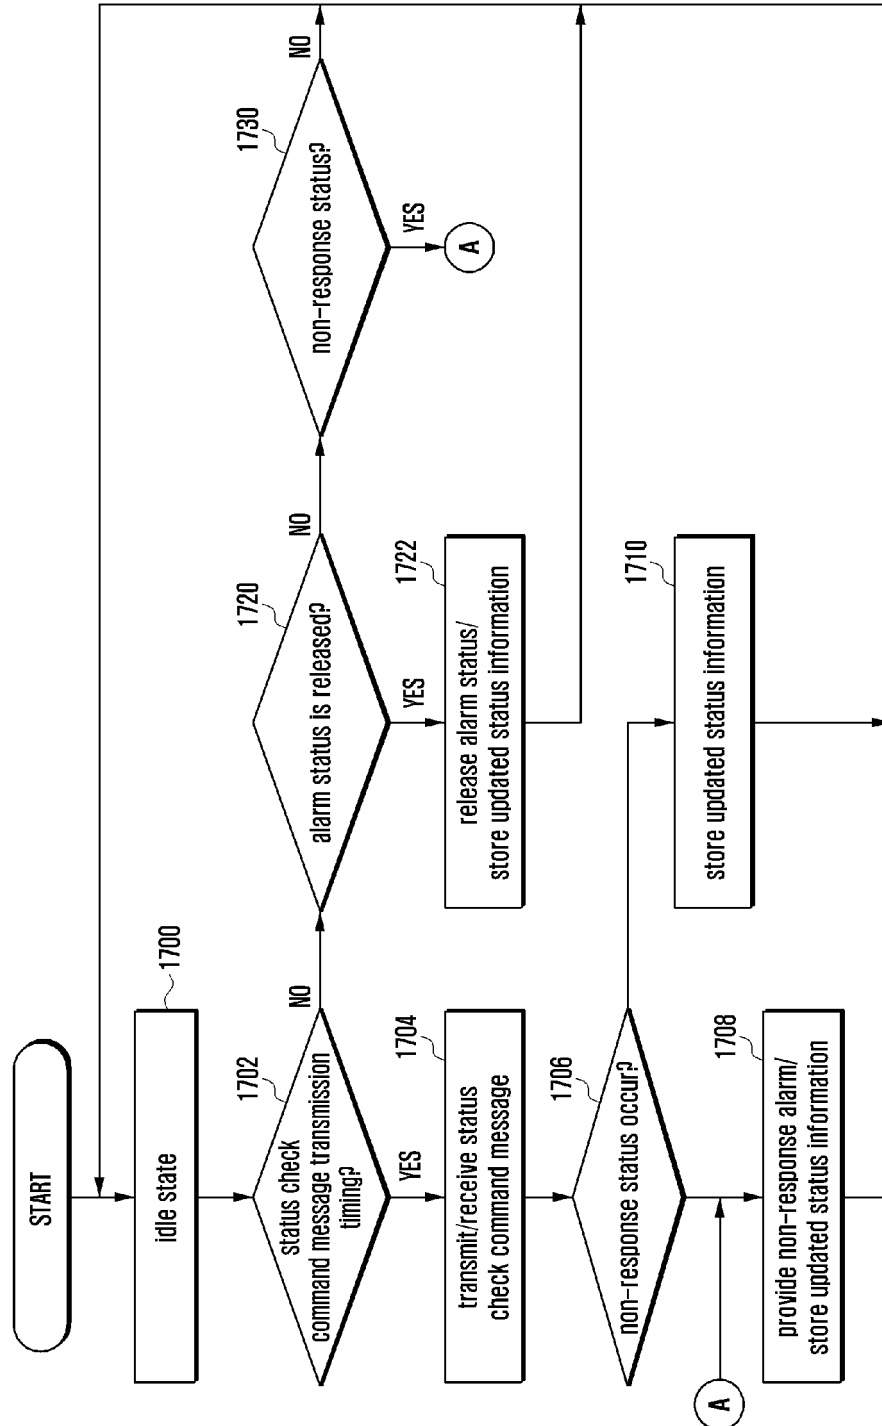 START
1700
idle state
1702
status check
command message transmission
timing?
NO
YES
1704
transmit/receive status
check command message
1706
non-response status occur?
A
1708
provide non-response alarm/
store updated status information
1720
alarm status is released?
NO
YES
1722
release alarm status/
store updated status information
1710
store updated status information
1730
non-response status?
NO
YES
A